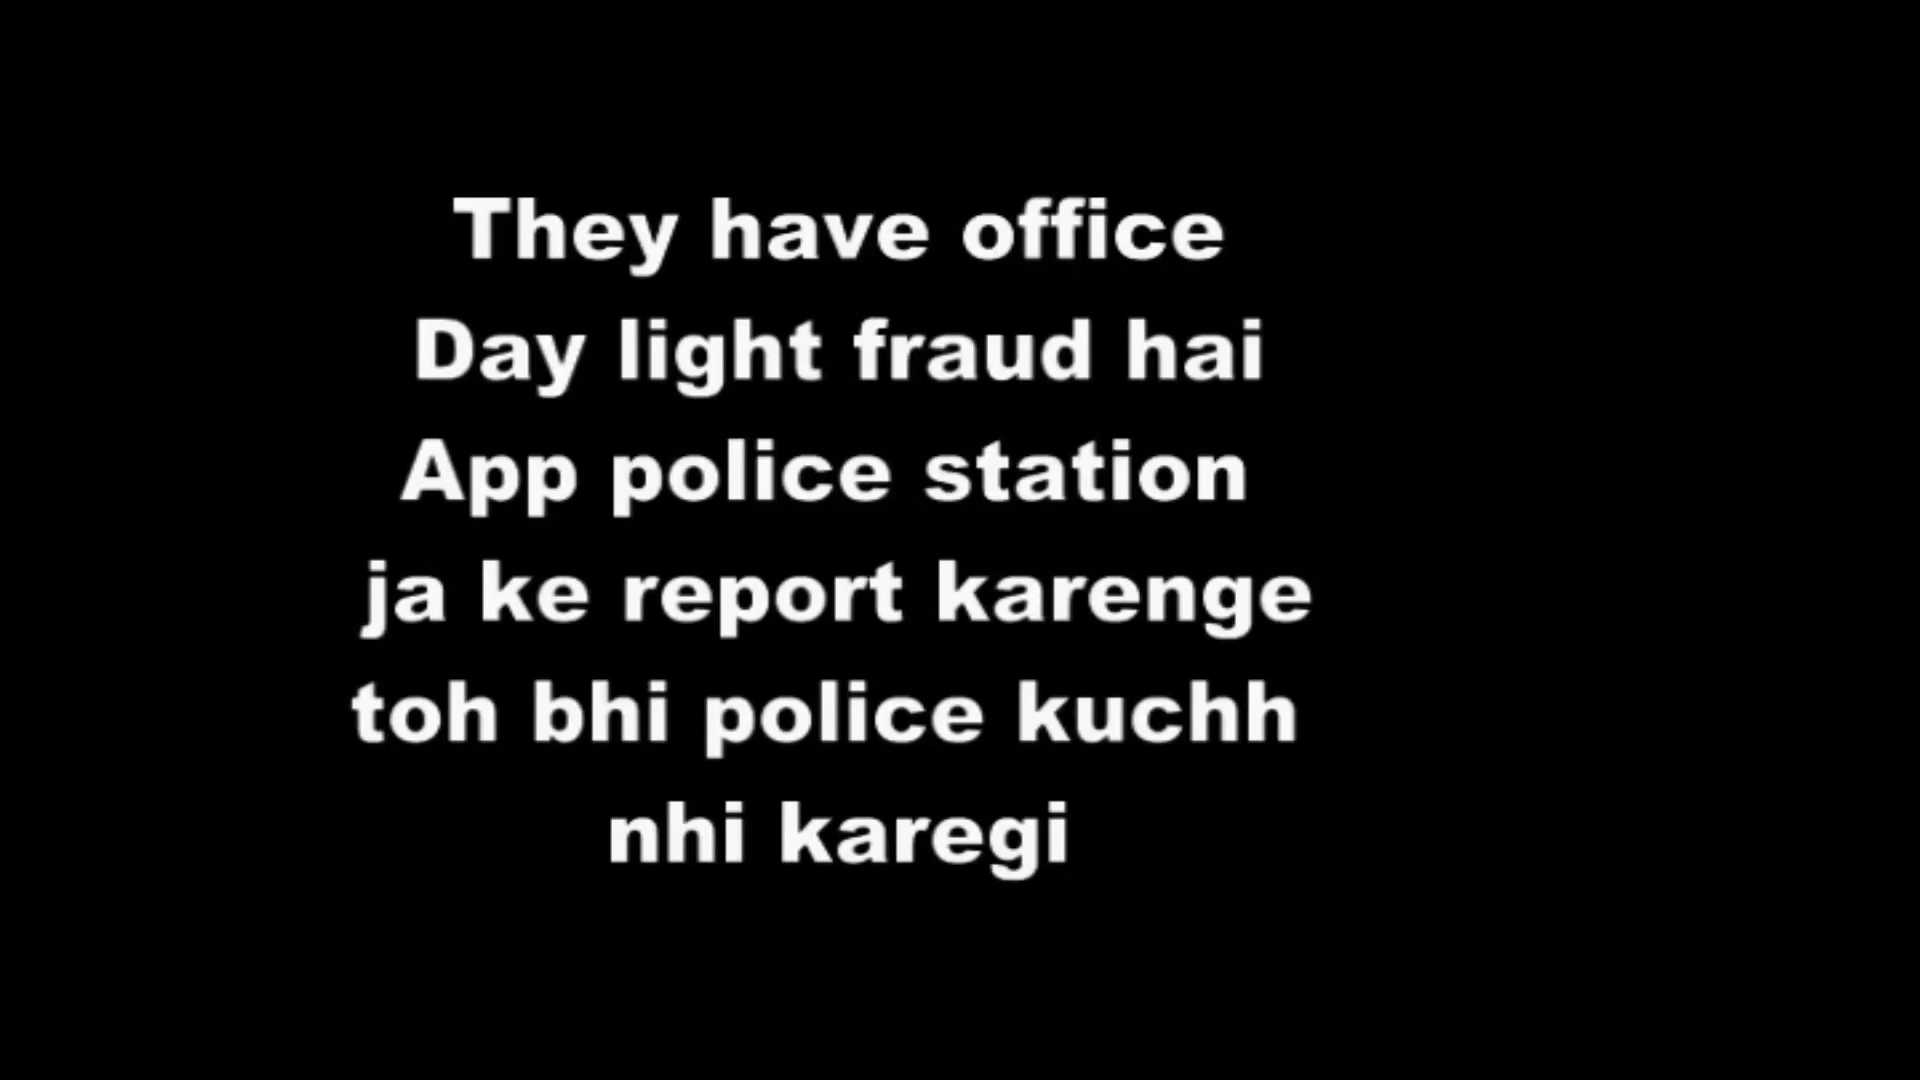 They have office
Day light fraud hai
App police station
ja ke report karenge
toh bhi police kuchh
nhi karegi